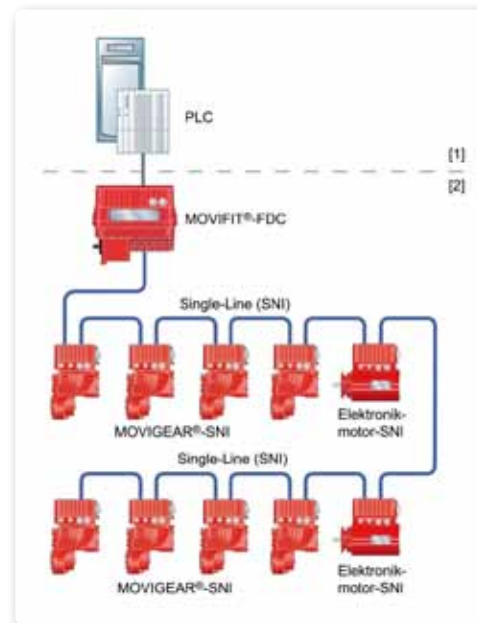 PLC
[1]
[2]
MOVIFIT®-FDC
Single-Line (SNI)
MOVIGEAR®-SNI
Elektronik-
motor-SNI
Single-Line (SNI)
MOVIGEAR®-SNI
Elektronik-
motor-SNI